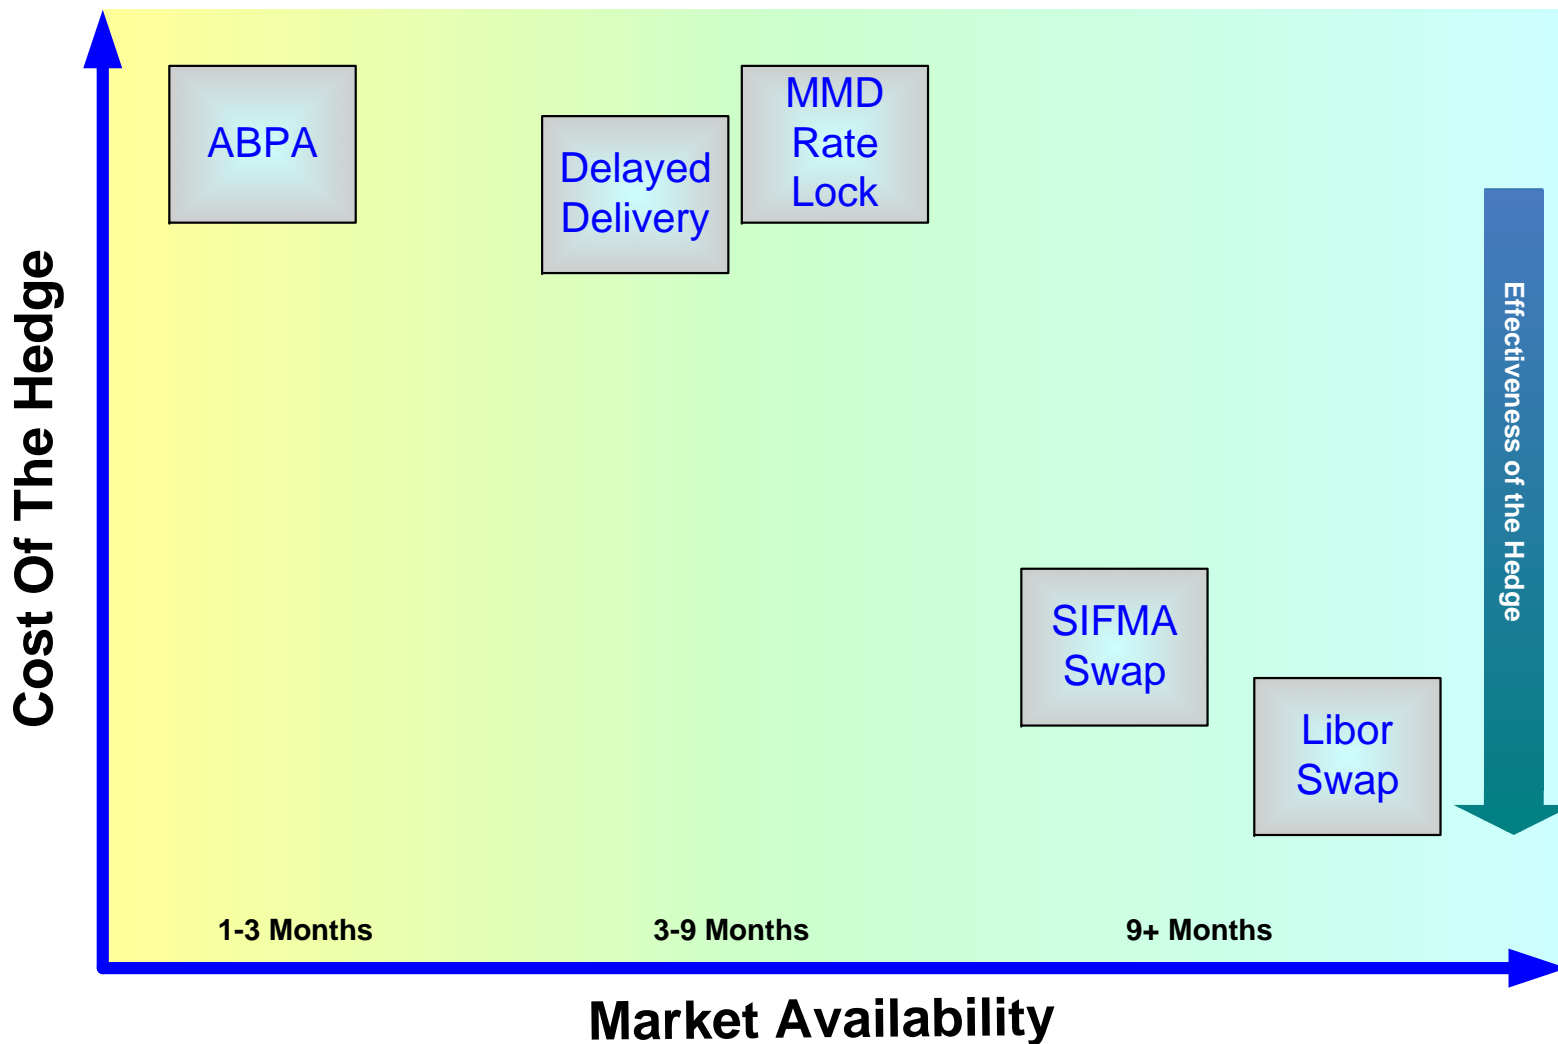 Cost Of The Hedge
ABPA
Delayed
Delivery
MMD
Rate
Lock
SIFMA
Swap
Libor
Swap
Effectiveness of the Hedge
1-3 Months
3-9 Months
9+ Months
Market Availability